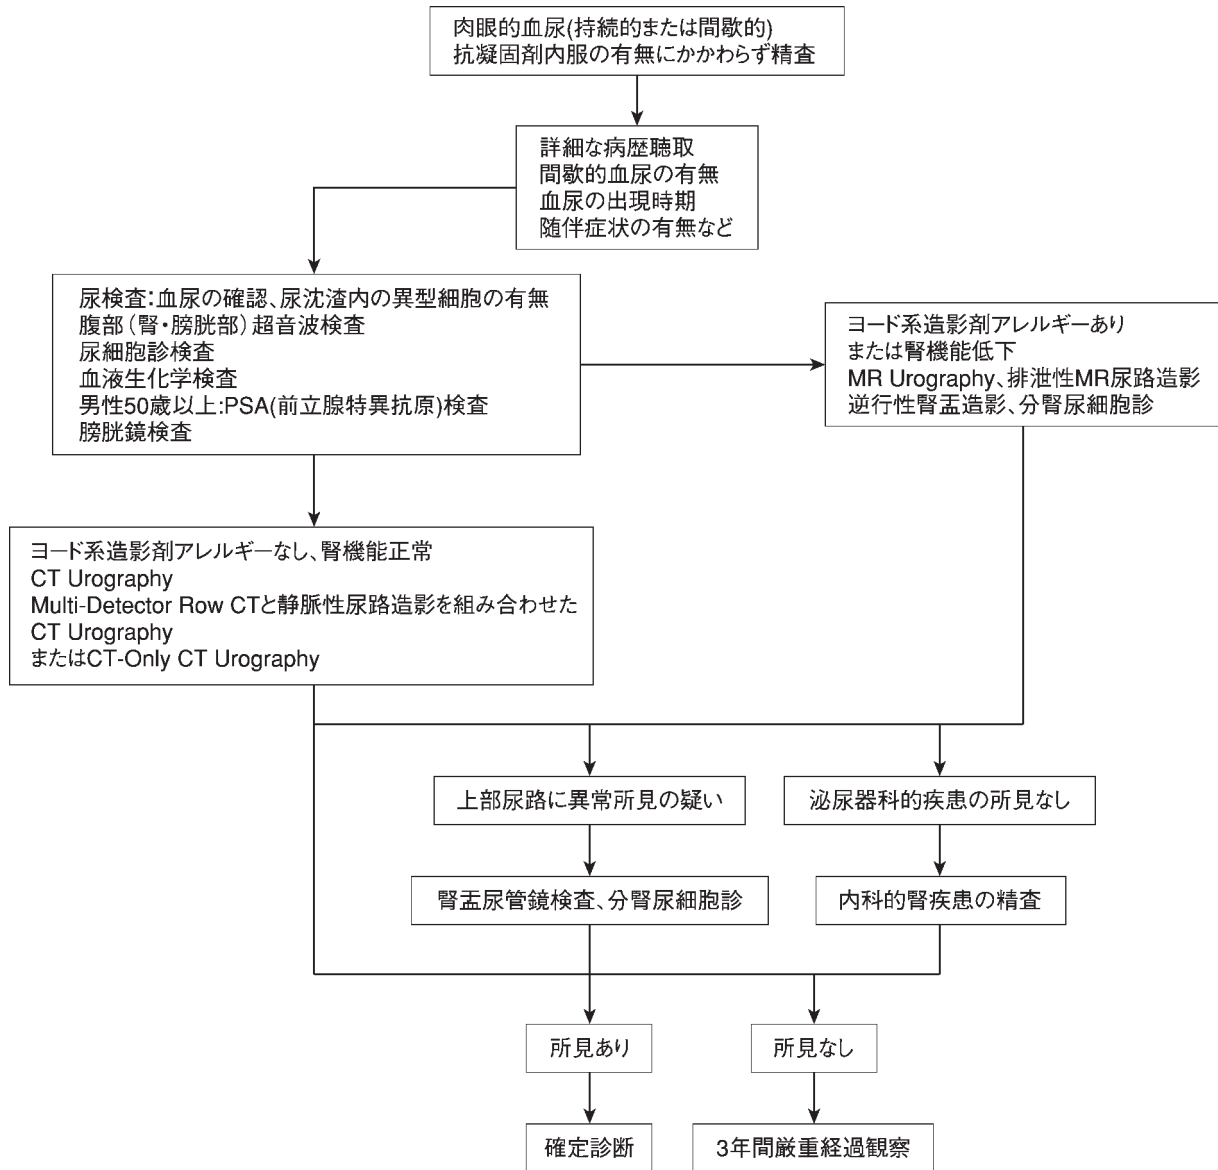 肉眼的血尿(持続的または間歇的)
抗凝固剤内服の有無にかかわらず精査
詳細な病歴聴取
間歇的血尿の有無
血尿の出現時期
随伴症状の有無など
尿検査:血尿の確認、尿沈渣内の異型細胞の有無
腹部(腎・膀胱部)超音波検査
尿細胞診検査
血液生化学検査
男性50歳以上:PSA(前立腺特異抗原)検査
膀胱鏡検査
ヨード系造影剤アレルギーあり
または腎機能低下
MR Urography、排泄性MR尿路造影
逆行性腎盂造影、分腎尿細胞診
ヨード系造影剤アレルギーなし、腎機能正常
CT Urography
Multi-Detector Row CTと静脈性尿路造影を組み合わせた
CT Urography
またはCT-Only CT Urography
上部尿路に異常所見の疑い
泌尿器科的疾患の所見なし
腎盂尿管鏡検査、分腎尿細胞診
内科的腎疾患の精査
所見あり
所見なし
確定診断
3年間厳重経過観察